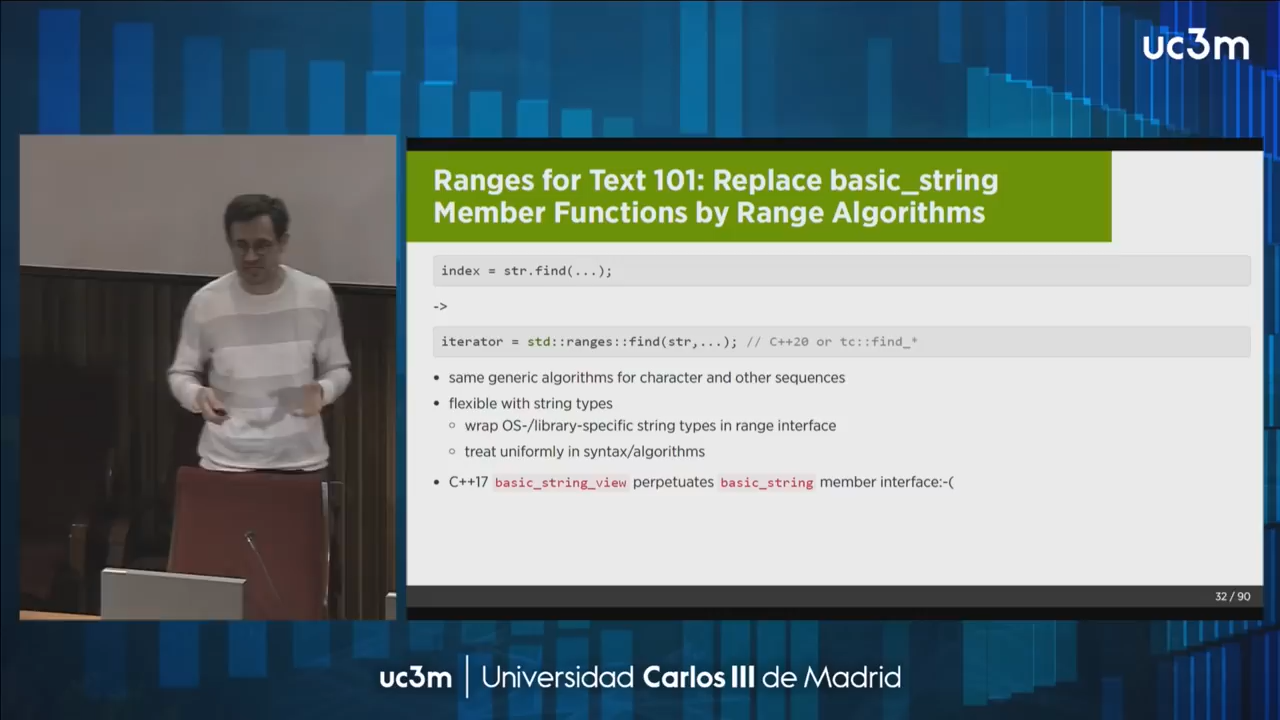 uc3m
Ranges for Text 101: Replace basic_string
Member Functions by Range Algorithms
index = str.find(...);
->
iterator = std::ranges::find(str,...); // C++20 or tc::find_*
• same generic algorithms for character and other sequences
• flexible with string types
◦ wrap OS-/library-specific string types in range interface
◦ treat uniformly in syntax/algorithms
• C++17 basic_string_view perpetuates basic_string member interface:-(
32 / 90
uc3m | Universidad Carlos III de Madrid